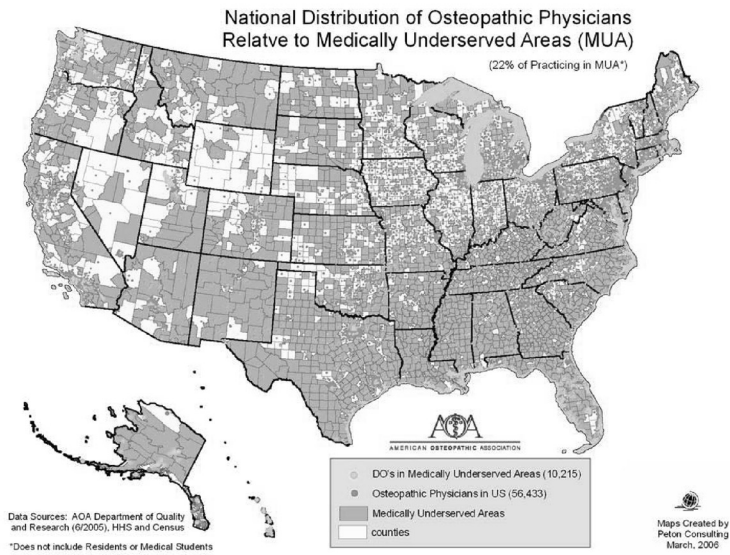 National Distribution of Osteopathic Physicians
Relatve to Medically Underserved Areas (MUA)
(22% of Practicing in MUA*)
AOA
AMERICAN OSTEOPATHIC ASSOCIATION
DO's in Medically Underserved Areas (10,215)
Osteopathic Physicians in US (56,433)
Medically Underserved Areas
counties
Data Sources: AOA Department of Quality
and Research (6/2005), HHS and Census
*Does not include Residents or Medical Students
Maps Created by
Peton Consulting
March, 2006